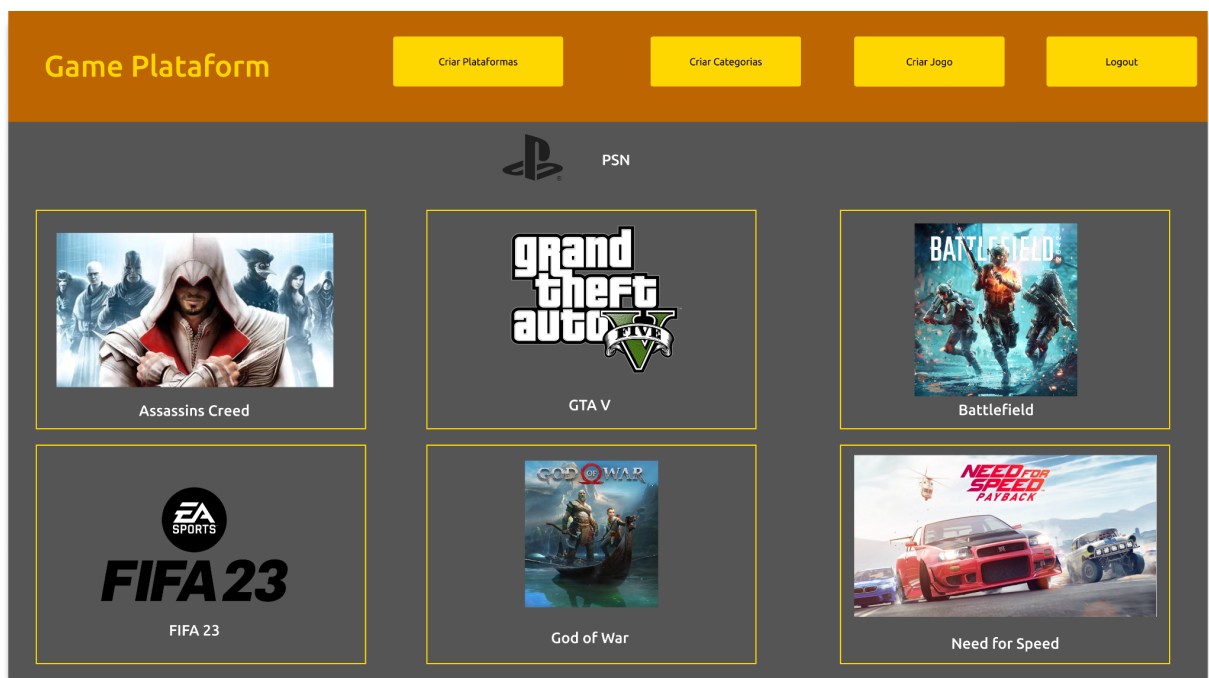 Game Plataform
Criar Plataformas
Criar Categorias
Criar Jogo
Logout
PSN
Assassins Creed
grand
theft
auto
FIVE
V
GTA V
BATTLEFIELD
Battlefield
EA
SPORTS
FIFA 23
FIFA 23
GOD OF WAR
God of War
NEED FOR
SPEED
PAYBACK
Need for Speed